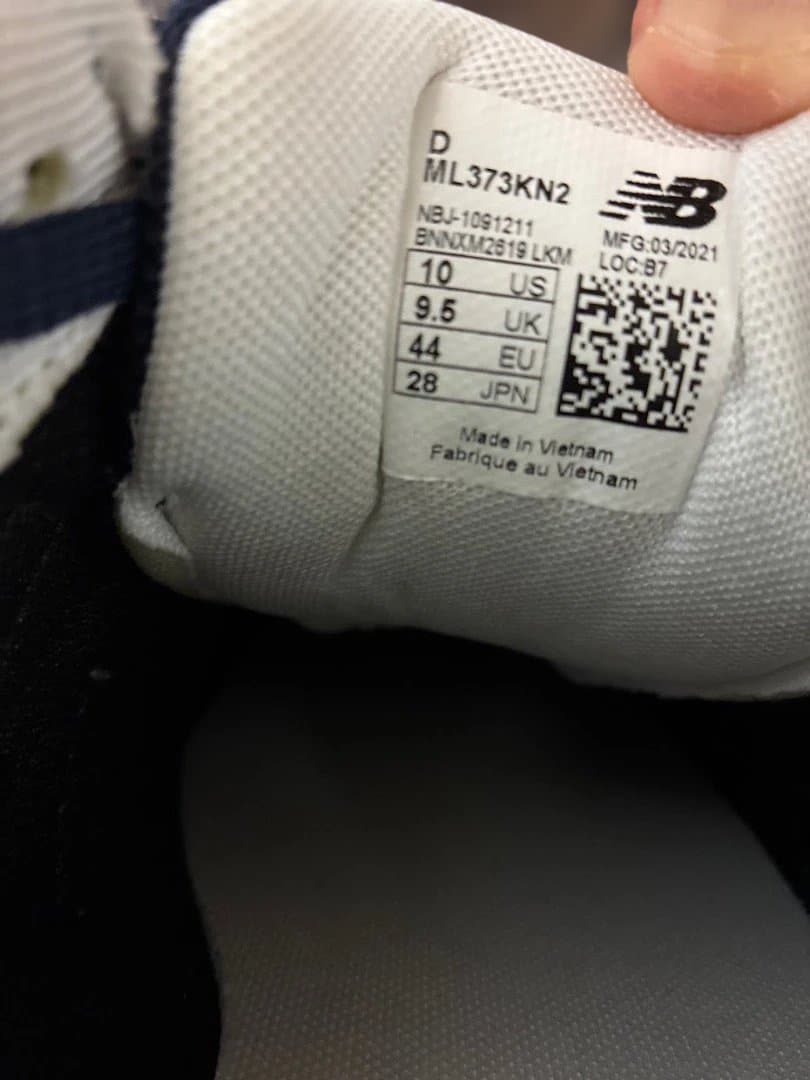 D
ML373KN2
NB
NBJ-1091211
BNNXM2619 LKM
MFG:03/2021
LOC:B7
10 US
9.5 UK
44 EU
28 JPN
Made in Vietnam
Fabrique au Vietnam